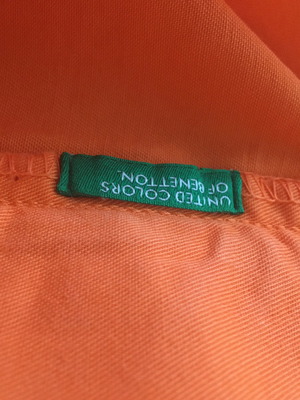 UNITED COLORS
OF BENETTON.